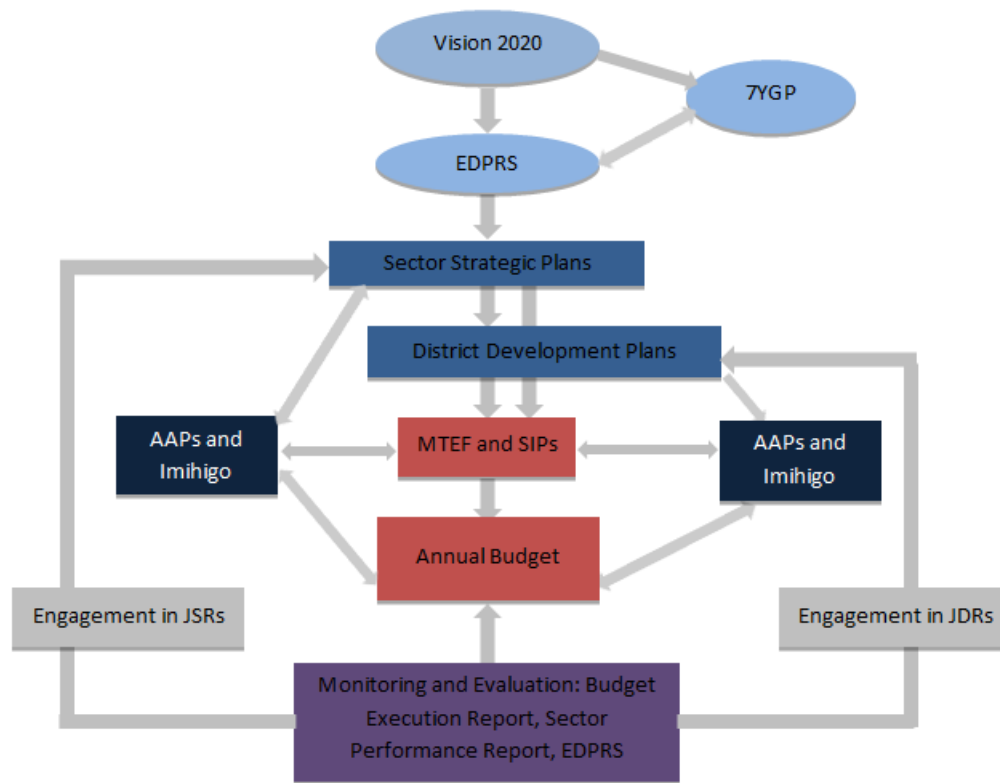 Vision 2020
7YGP
EDPRS
Sector Strategic Plans
District Development Plans
AAPs and
Imihigo
MTEF and SIPs
AAPs and
Imihigo
Annual Budget
Engagement in JSRs
Engagement in JDRs
Monitoring and Evaluation: Budget
Execution Report, Sector
Performance Report, EDPRS